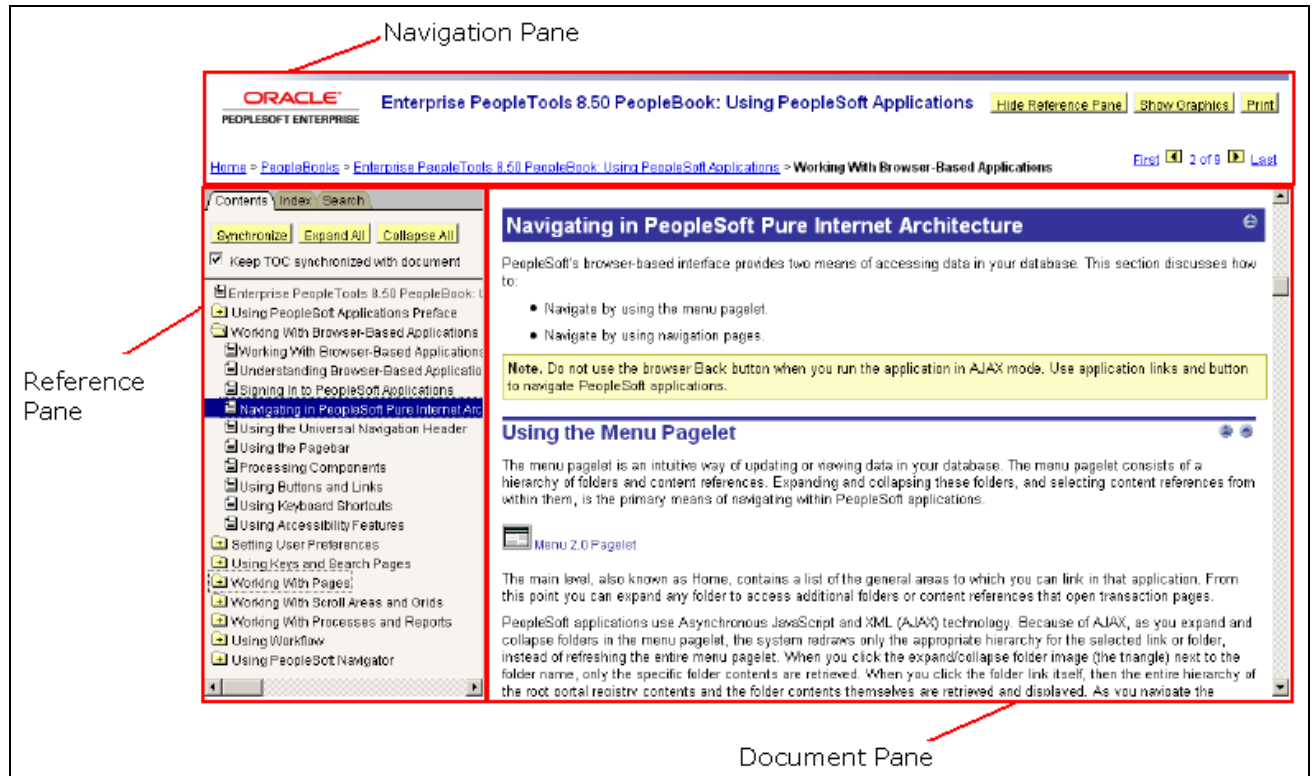 Navigation Pane
ORACLE
PEOPLESOFT ENTERPRISE
Enterprise PeopleTools 8.50 PeopleBook: Using PeopleSoft Applications
Hide Reference Pane Show Graphics Print
Home > PeopleBooks > Enterprise PeopleTools 8.50 PeopleBook: Using PeopleSoft Applications > Working With Browser-Based Applications
First 2 of 9 Last
Contents Index Search
Synchronize Expand All Collapse All
Keep TOC synchronized with document
Enterprise PeopleTools 8.50 PeopleBook: U
Using PeopleSoft Applications Preface
Working With Browser-Based Applications
Working With Browser-Based Applications
Understanding Browser-Based Applicatio
Signing In to PeopleSoft Applications
Navigating in PeopleSoft Pure Internet Arc
Using the Universal Navigation Header
Using the Pagebar
Processing Components
Using Buttons and Links
Using Keyboard Shortcuts
Using Accessibility Features
Setting User Preferences
Using Keys and Search Pages
Working With Pages
Working With Scroll Areas and Grids
Working With Processes and Reports
Using Workflow
Using PeopleSoft Navigator
Reference
Pane
Navigating in PeopleSoft Pure Internet Architecture
PeopleSoft's browser-based interface provides two means of accessing data in your database. This section discusses how
to:
• Navigate by using the menu pagelet.
• Navigate by using navigation pages.
Note. Do not use the browser Back button when you run the application in AJAX mode. Use application links and button
to navigate PeopleSoft applications.
Using the Menu Pagelet
The menu pagelet is an intuitive way of updating or viewing data in your database. The menu pagelet consists of a
hierarchy of folders and content references. Expanding and collapsing these folders, and selecting content references from
within them, is the primary means of navigating within PeopleSoft applications.
Menu 2.0 Pagelet
The main level, also known as Home, contains a list of the general areas to which you can link in that application. From
this point you can expand any folder to access additional folders or content references that open transaction pages.
PeopleSoft applications use Asynchronous JavaScript and XML (AJAX) technology. Because of AJAX, as you expand and
collapse folders in the menu pagelet, the system redraws only the appropriate hierarchy for the selected link or folder,
instead of refreshing the entire menu pagelet. When you click the expand/collapse folder image (the triangle) next to the
folder name, only the specific folder contents are retrieved. When you click the folder link itself, then the entire hierarchy of
the root portal registry contents and the folder contents themselves are retrieved and displayed. As you navigate the
Document Pane